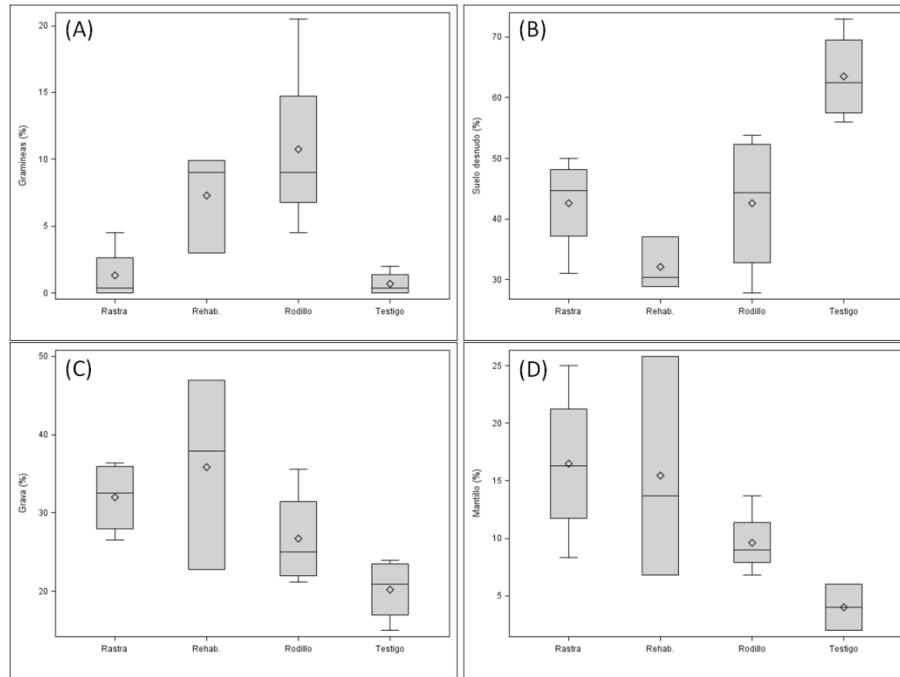 (A)
Gramíneas (%)
20
15
10
5
0
Rastra Rehab. Rodillo Testigo
(B)
Suelo desnudo (%)
70
60
50
40
30
Rastra Rehab. Rodillo Testigo
(C)
Grava (%)
50
40
30
20
Rastra Rehab. Rodillo Testigo
(D)
Mantillo (%)
25
20
15
10
5
Rastra Rehab. Rodillo Testigo